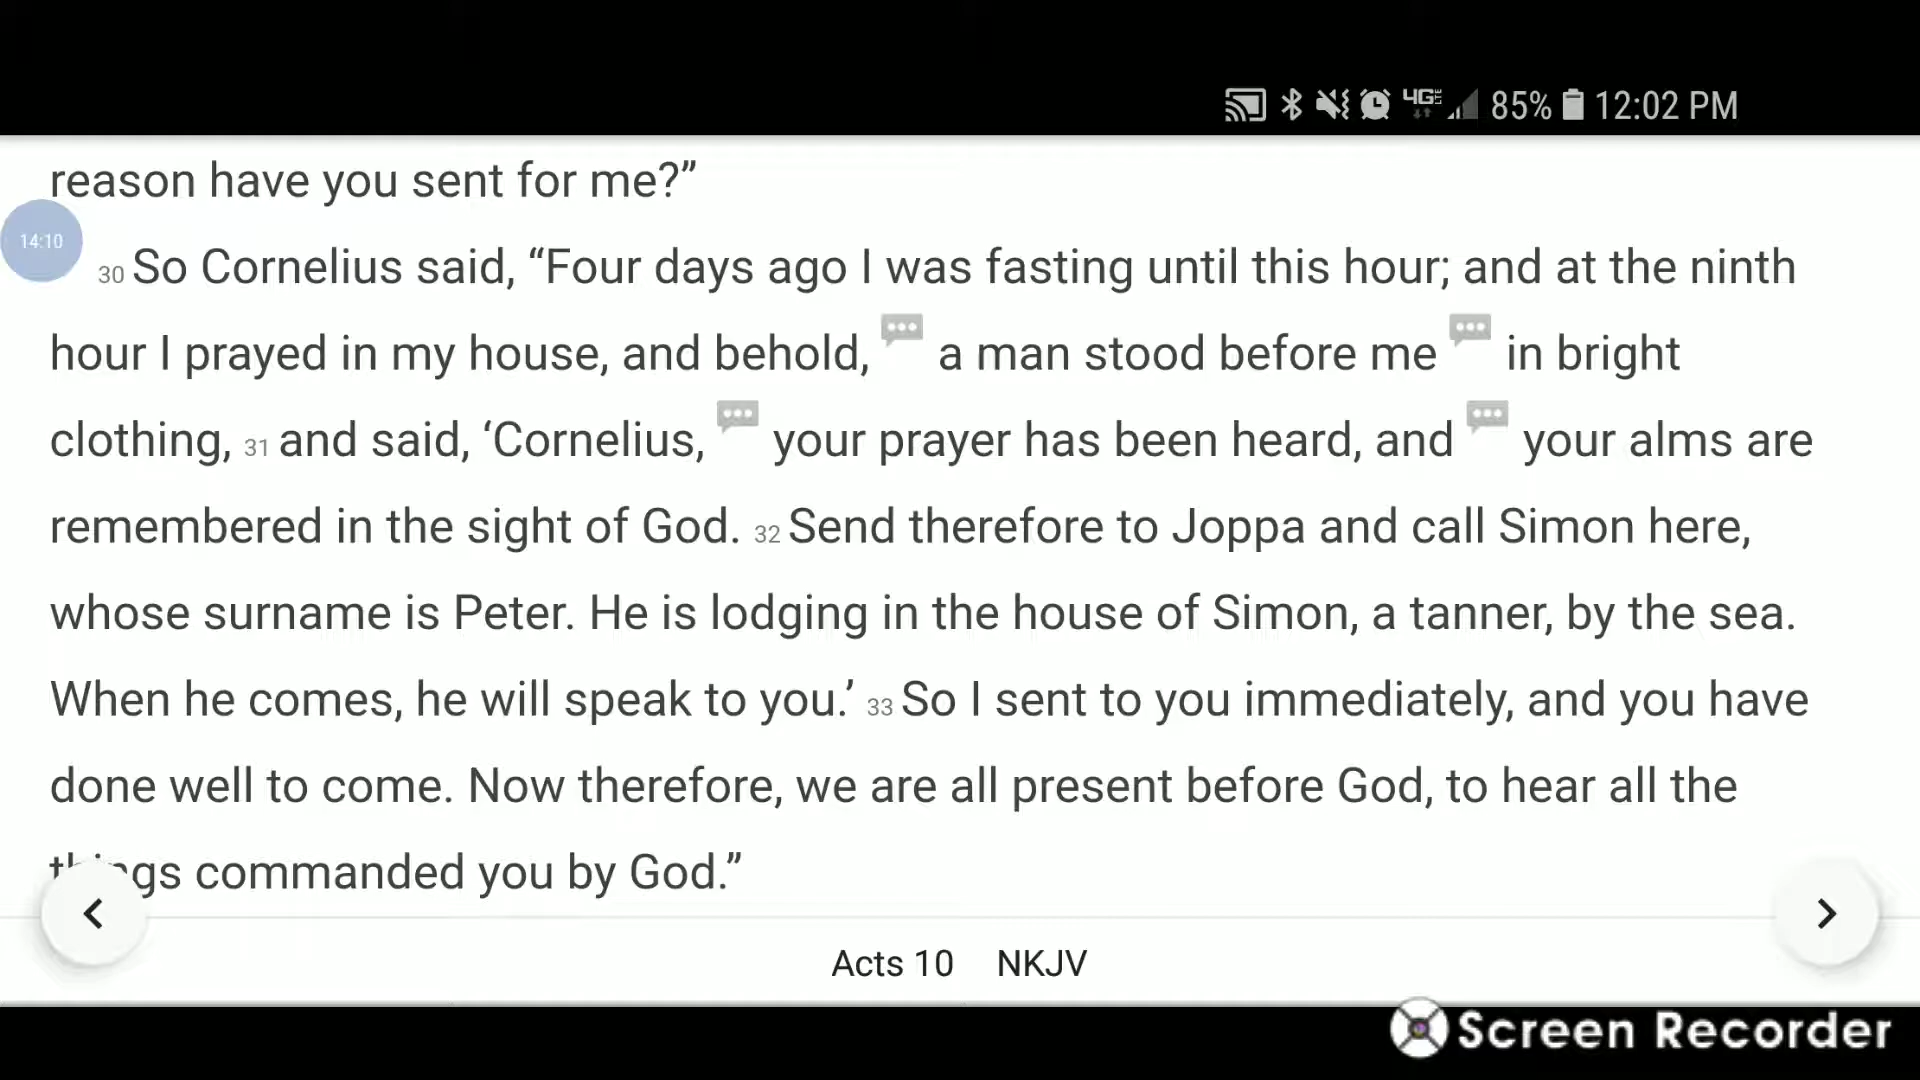 4G LTE 85% 12:02 PM
reason have you sent for me?”
14:10
30 So Cornelius said, “Four days ago I was fasting until this hour; and at the ninth
hour I prayed in my house, and behold, a man stood before me in bright
clothing, 31 and said, ‘Cornelius, your prayer has been heard, and your alms are
remembered in the sight of God. 32 Send therefore to Joppa and call Simon here,
whose surname is Peter. He is lodging in the house of Simon, a tanner, by the sea.
When he comes, he will speak to you.’ 33 So I sent to you immediately, and you have
done well to come. Now therefore, we are all present before God, to hear all the
things commanded you by God.”
Acts 10 NKJV
Screen Recorder